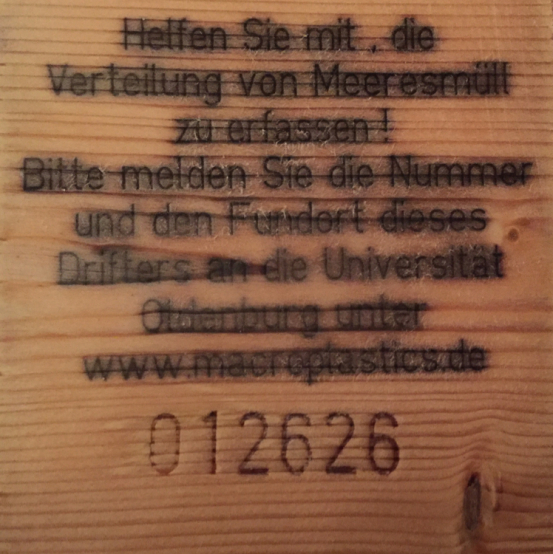 Helfen Sie mit , die
Verteilung von Meeresmüll
zu erfassen !
Bitte melden Sie die Nummer
und den Fundort dieses
Drifters an die Universität
Oldenburg unter
www.macroplastics.de
012626